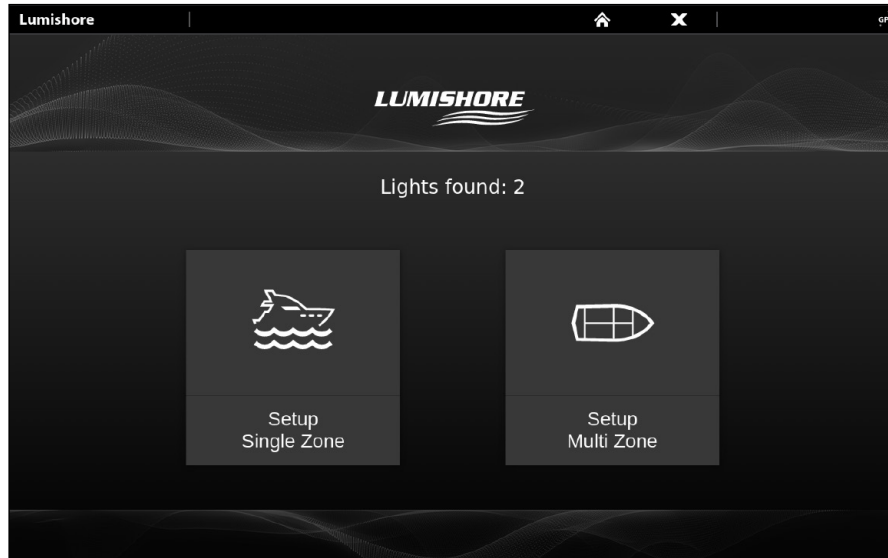 Lumishore
LUMISHORE
Lights found: 2
Setup
Single Zone
Setup
Multi Zone